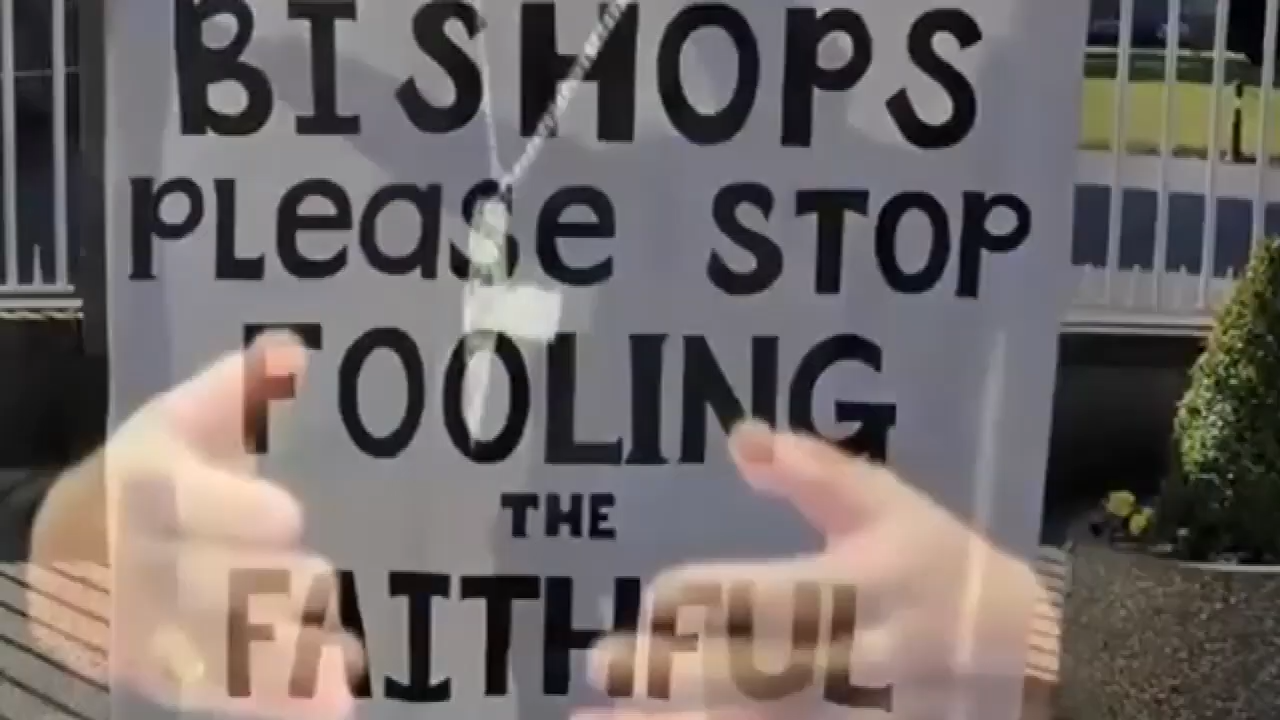 BISHOPS
PLease STOP
FOOLING
THE
FAITHFUL